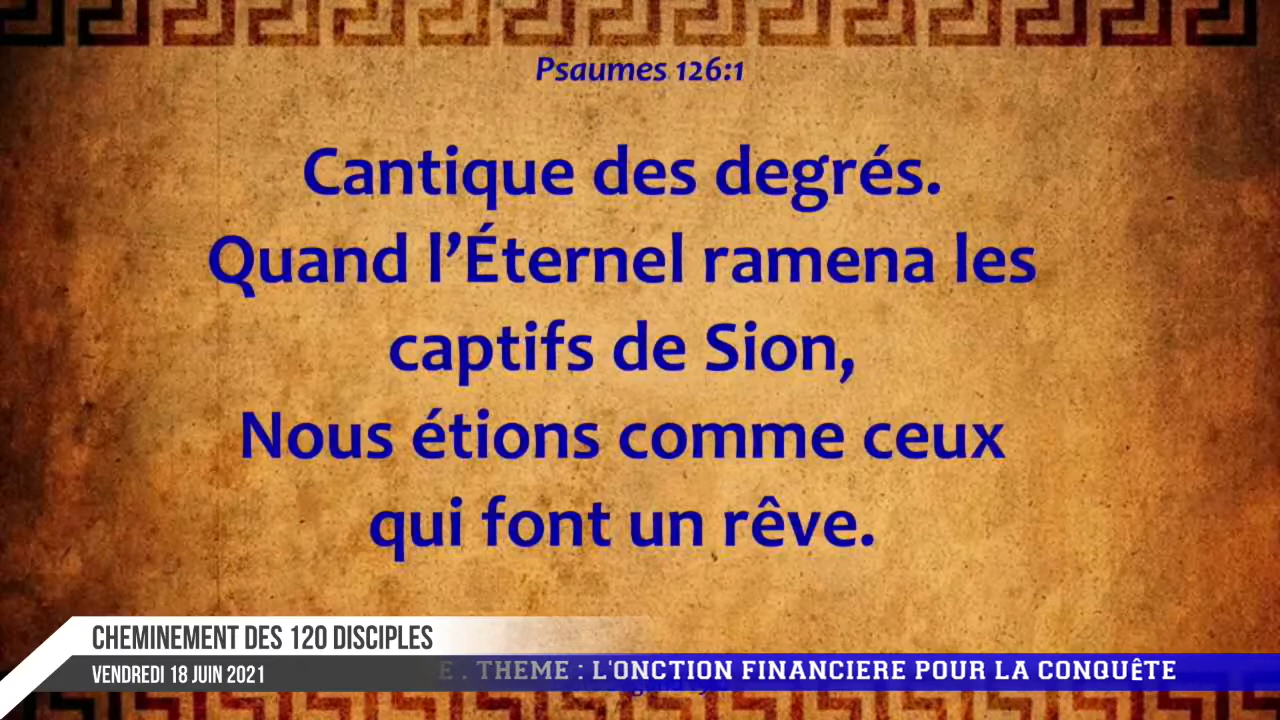 Psaumes 126:1
Cantique des degrés.
Quand l’Éternel ramena les
captifs de Sion,
Nous étions comme ceux
qui font un rêve.
CHEMINEMENT DES 120 DISCIPLES
E . THEME : L'ONCTION FINANCIERE POUR LA CONQUÊTE
VENDREDI 18 JUIN 2021